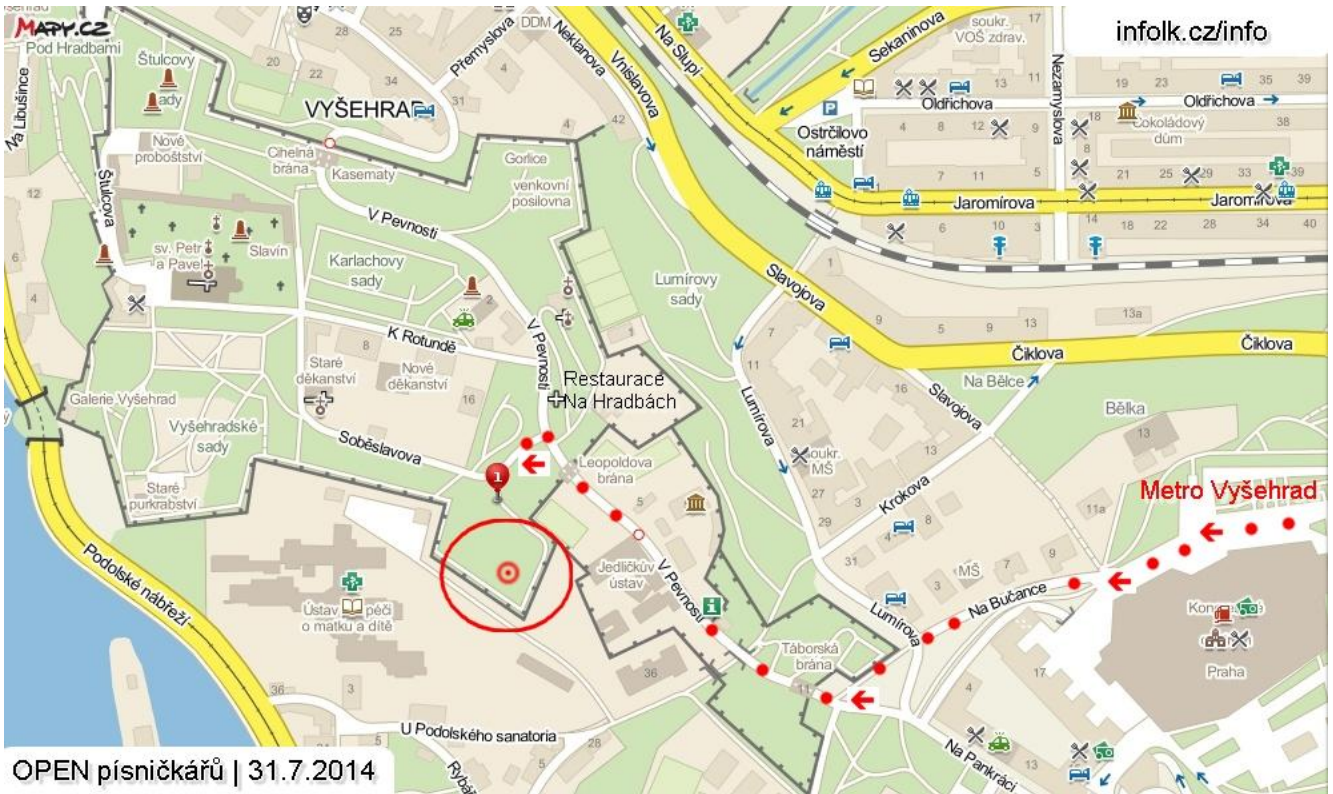 Mapy.cz
infolk.cz/info
Pod Hradbami
Štulcovy
sady
Na Libušince
VYŠEHRAD
Přemyslova
DDM
Neklanova
Vnislavova
Na Slupi
Sekaninova
soukr.
VOŠ zdrav.
Nezamyslova
Oldřichova
Oldřichova
Ostrčilovo
náměstí
Čokoládový
dům
Jaromírova
Jaromírova
Nové
proboštství
Cihelná
brána
Kasematy
Gorlice
venkovní
posilovna
Štulcova
V Pevnosti
sv. Petr
a Pavel
Slavín
Karlachovy
sady
Lumírovy
sady
Slavojova
K Rotundě
V Pevnosti
Staré
děkanství
Nové
děkanství
Restaurace
Na Hradbách
Čiklova
Čiklova
Na Bělce
Slavojova
Lumírova
Bělka
Galerie Vyšehrad
Vyšehradské
sady
Soběslavova
1
Leopoldova
brána
soukr.
MŠ
Krokova
Metro Vyšehrad
Staré
purkrabství
Podolské nábřeží
Ústav
péči
o matku a dítě
Jedličkův
ústav
V Pevnosti
MŠ
Na Bučance
Lumírova
Táborská
brána
Praha
U Podolského sanatoria
Na Pankráci
OPEN písničkářů | 31.7.2014